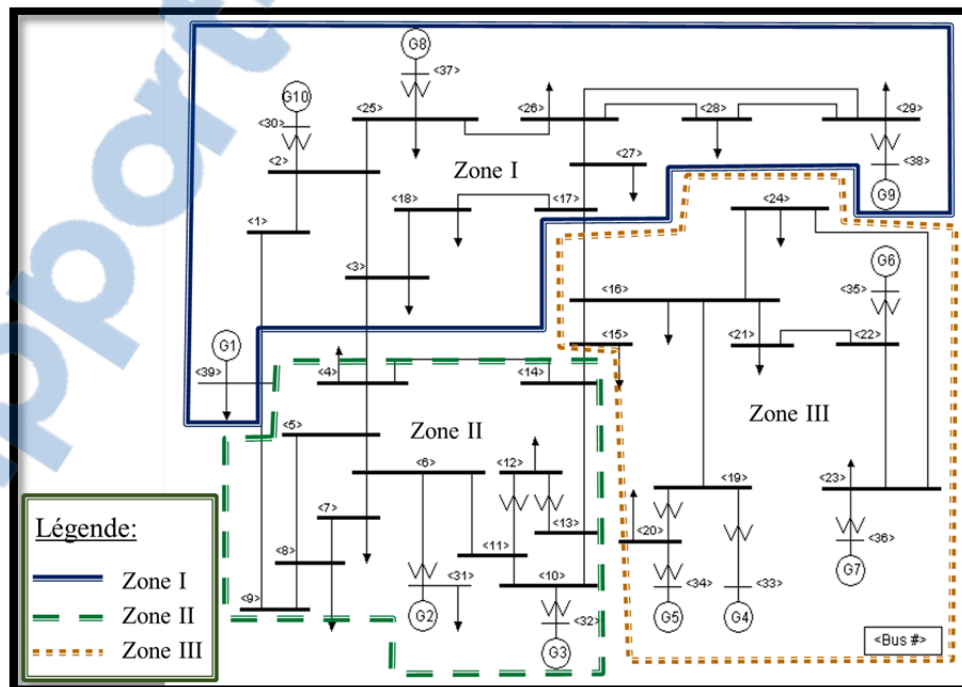 G8
<37>
G10
<30>
<25>
<26>
<28>
<29>
<2>
<27>
<38>
Zone I
G9
<18>
<17>
<24>
<1>
G6
<3>
<16>
<35>
G1
<15>
<21>
<22>
<39>
<4>
<14>
Zone III
<5>
Zone II
<6>
<12>
<19>
<23>
<7>
<13>
<20>
<8>
<11>
<36>
<9>
<31>
<10>
<34>
<33>
G7
G2
<32>
G5
G4
G3
<Bus #>
Légende:
Zone I
Zone II
Zone III
pport